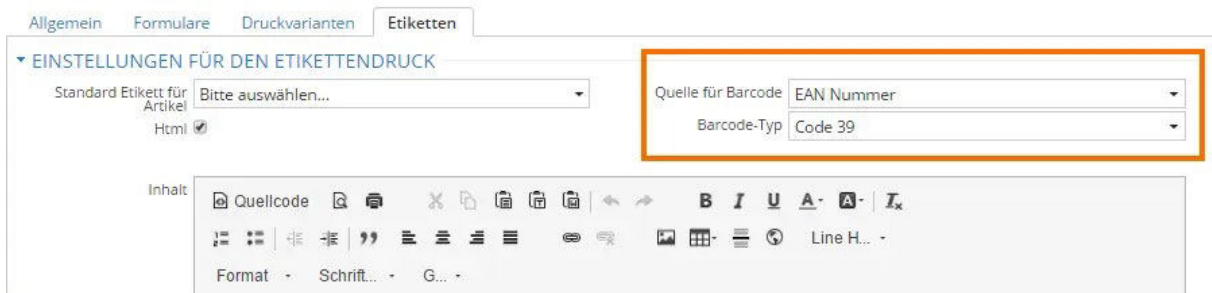 Allgemein Formulare Druckvarianten Etiketten
EINSTELLUNGEN FÜR DEN ETIKETTENDRUCK
Standard Etikett für Artikel Bitte auswählen...
Quelle für Barcode EAN Nummer
Html
Barcode-Typ Code 39
Inhalt
Quellcode B I U A A Ix
Line H...
Format Schrift... G...